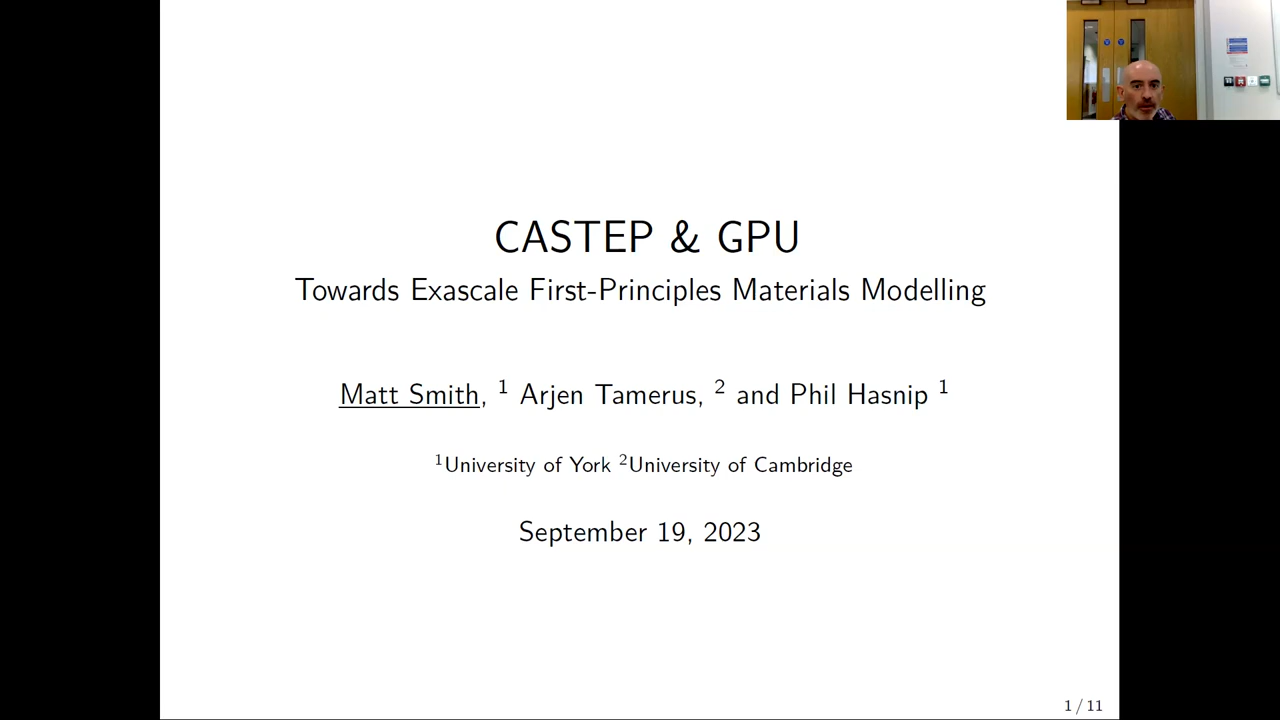 CASTEP & GPU
Towards Exascale First-Principles Materials Modelling
Matt Smith, 1 Arjen Tamerus, 2 and Phil Hasnip 1
1University of York 2University of Cambridge
September 19, 2023
1 / 11